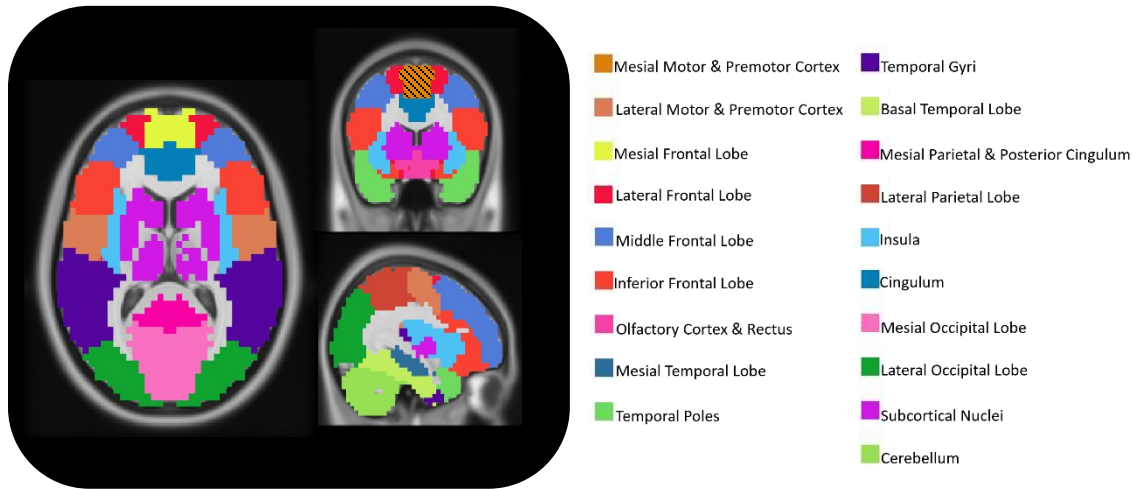 Mesial Motor & Premotor Cortex
Lateral Motor & Premotor Cortex
Mesial Frontal Lobe
Lateral Frontal Lobe
Middle Frontal Lobe
Inferior Frontal Lobe
Olfactory Cortex & Rectus
Mesial Temporal Lobe
Temporal Poles
Temporal Gyri
Basal Temporal Lobe
Mesial Parietal & Posterior Cingulum
Lateral Parietal Lobe
Insula
Cingulum
Mesial Occipital Lobe
Lateral Occipital Lobe
Subcortical Nuclei
Cerebellum